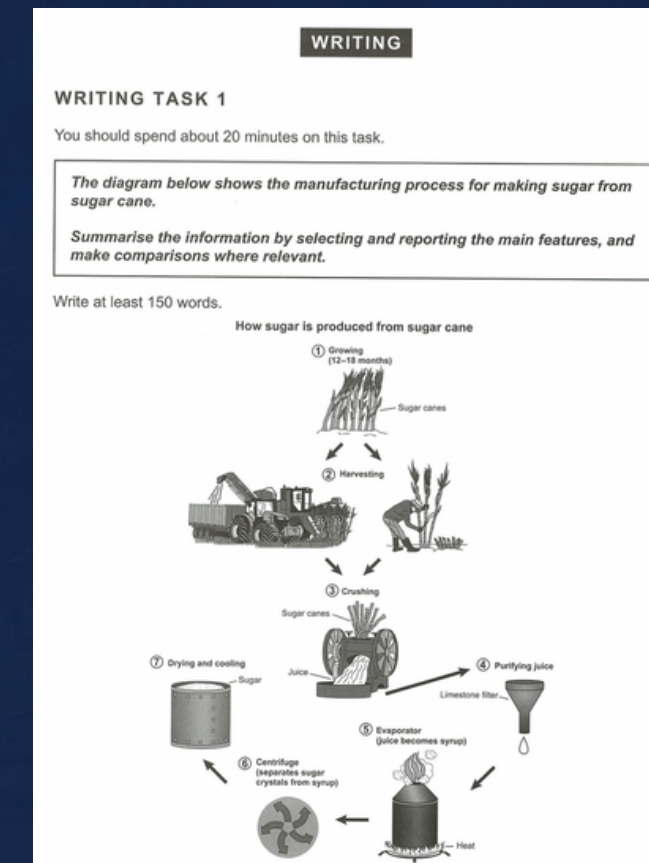 WRITING
WRITING TASK 1
You should spend about 20 minutes on this task.
The diagram below shows the manufacturing process for making sugar from
sugar cane.
Summarise the information by selecting and reporting the main features, and
make comparisons where relevant.
Write at least 150 words.
How sugar is produced from sugar cane
① Growing
(12–18 months)
Sugar canes
② Harvesting
③ Crushing
Sugar canes
Juice
④ Purifying juice
Limestone filter
⑤ Evaporator
(juice becomes syrup)
Heat
⑥ Centrifuge
(separates sugar
crystals from syrup)
⑦ Drying and cooling
Sugar